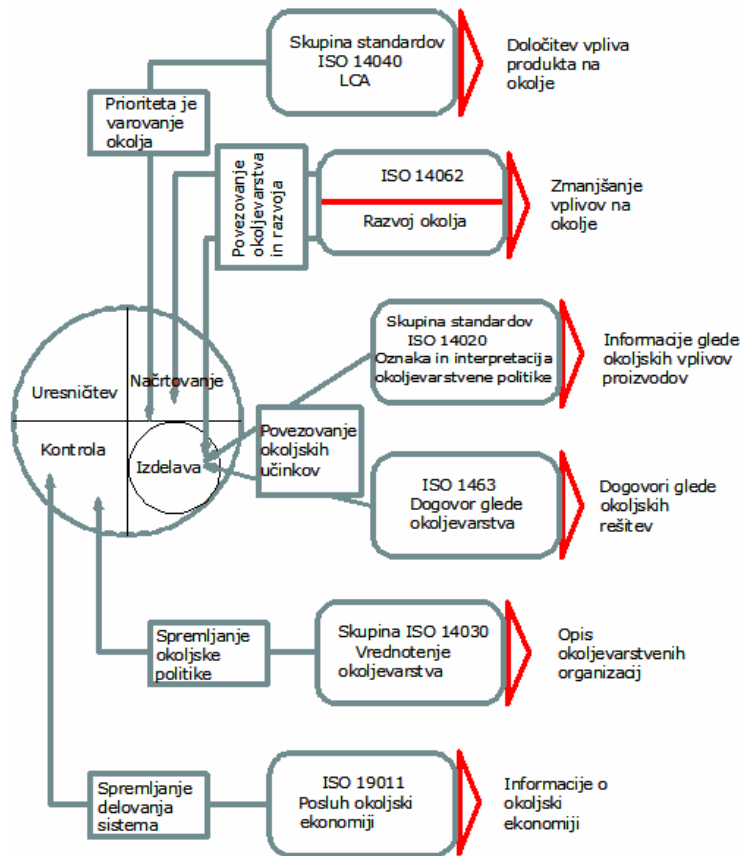 Skupina standardov
ISO 14040
LCA
Določitev vpliva
produkta na
okolje
Prioriteta je
varovanje
okolja
Povezovanje
okoljevarstva
in razvoja
ISO 14062
Razvoj okolja
Zmanjšanje
vplivov na
okolje
Skupina standardov
ISO 14020
Oznaka in interpretacija
okoljevarstvene politike
Informacije glede
okoljskih vplivov
proizvodov
Uresničitev
Načrtovanje
Kontrola
Izdelava
Povezovanje
okoljskih
učinkov
ISO 1463
Dogovor glede
okoljevarstva
Dogovori glede
okoljskih
rešitev
Spremljanje
okoljske
politike
Skupina ISO 14030
Vrednotenje
okoljevarstva
Opis
okoljevarstvenih
organizacij
Spremljanje
delovanja
sistema
ISO 19011
Posluh okoljski
ekonomiji
Informacije o
okoljski
ekonomiji